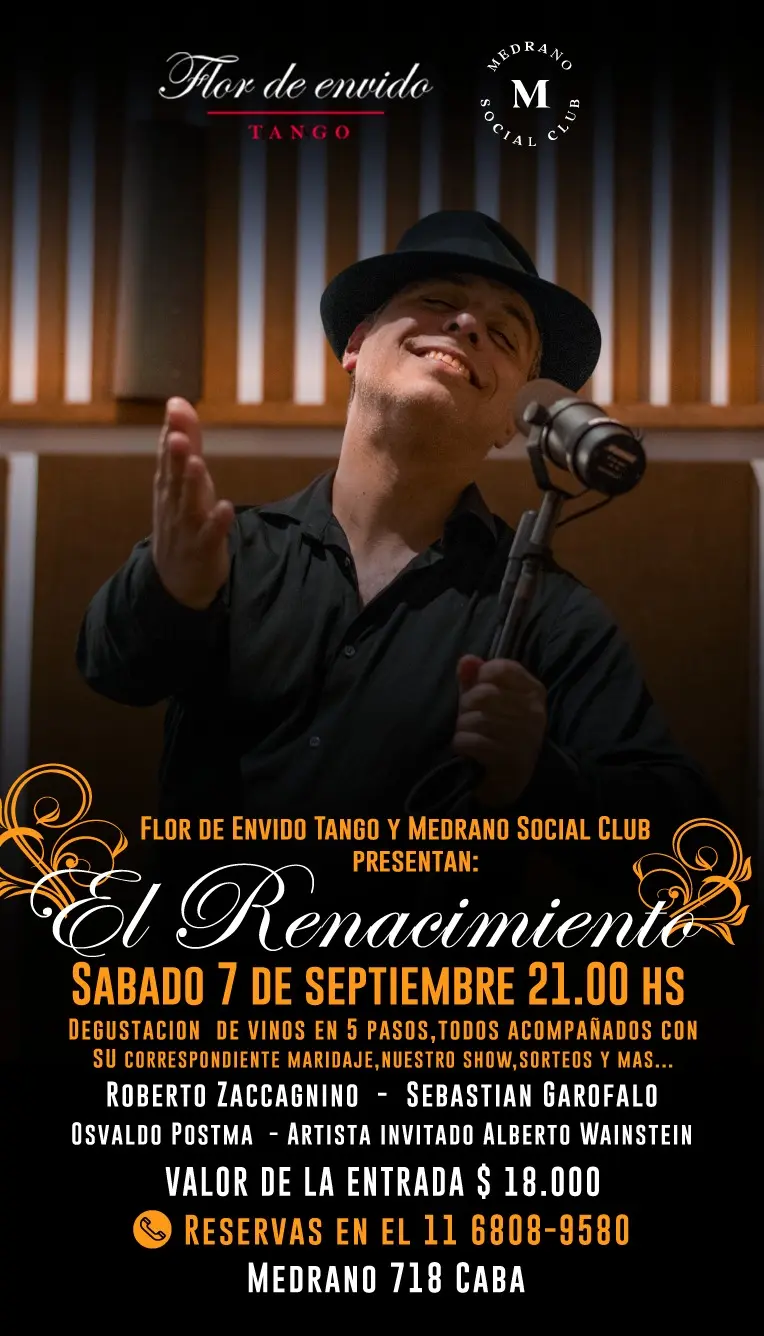 Flor de envido
TANGO
MEDRANO
M
SOCIAL CLUB
FLOR DE ENVIDO TANGO Y MEDRANO SOCIAL CLUB
PRESENTAN:
El Renacimiento
SABADO 7 DE SEPTIEMBRE 21.00 HS
DEGUSTACION DE VINOS EN 5 PASOS,TODOS ACOMPAÑADOS CON
SU CORRESPONDIENTE MARIDAJE,NUESTRO SHOW,SORTEOS Y MAS...
ROBERTO ZACCAGNINO - SEBASTIAN GAROFALO
OSVALDO POSTMA - ARTISTA INVITADO ALBERTO WAINSTEIN
VALOR DE LA ENTRADA $ 18.000
RESERVAS EN EL 11 6808-9580
MEDRANO 718 CABA